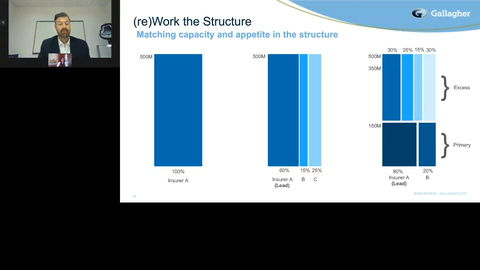 (re)Work the Structure
Gallagher
Matching capacity and appetite in the structure
500M
100%
Insurer A
500M
60% 15% 25%
Insurer A B C
(Lead)
30% 25% 15% 30%
500M
350M
Excess
150M
Primary
80% 20%
Insurer A B
(Lead)